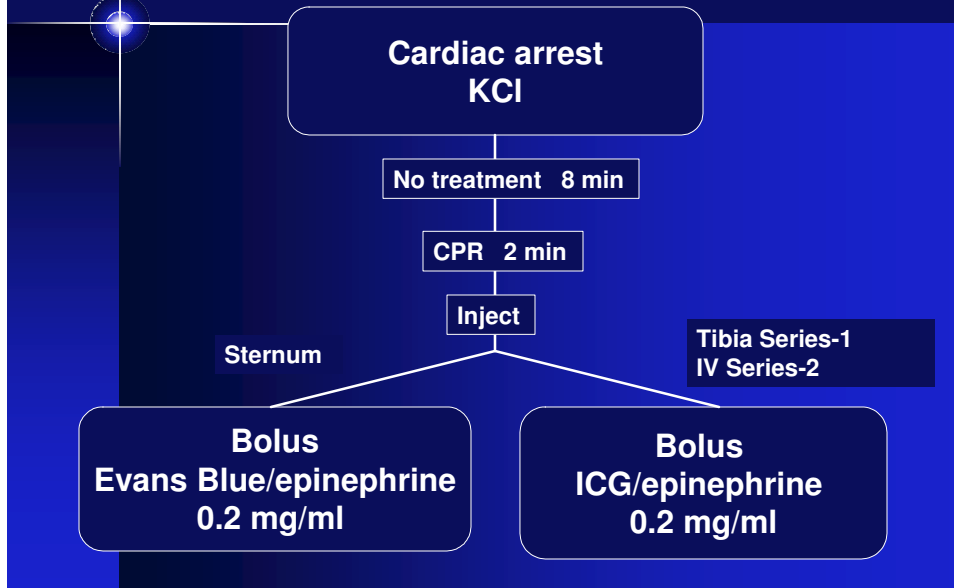 Cardiac arrest
KCl
No treatment 8 min
CPR 2 min
Inject
Sternum
Tibia Series-1
IV Series-2
Bolus
Evans Blue/epinephrine
0.2 mg/ml
Bolus
ICG/epinephrine
0.2 mg/ml